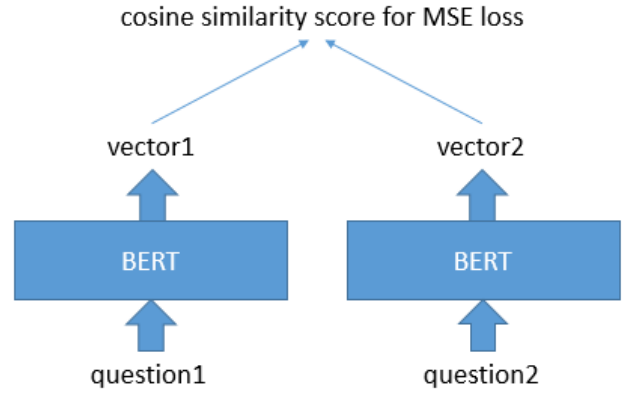 cosine similarity score for MSE loss
vector1
vector2
BERT
BERT
question1
question2